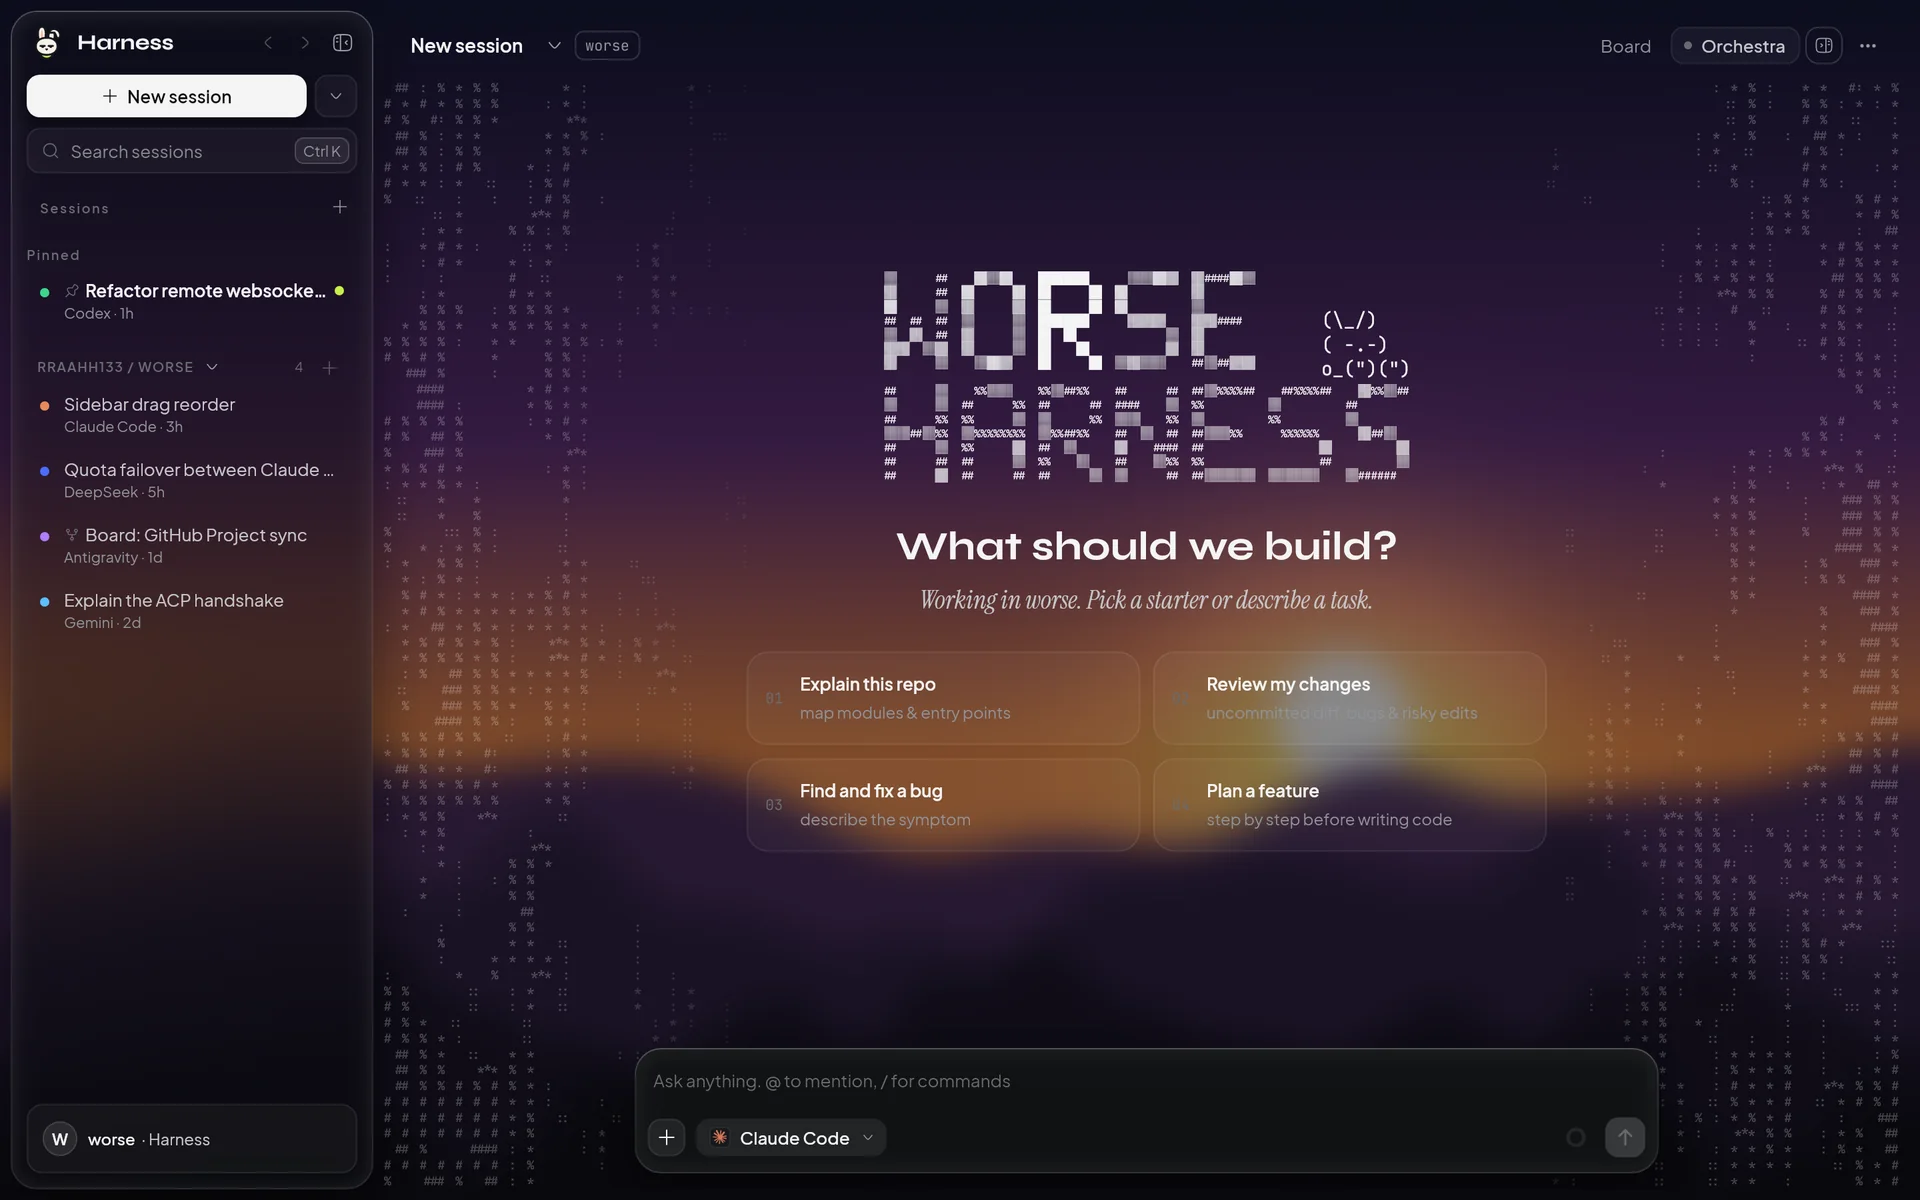 Harness
New session
Search sessions
Ctrl K
Sessions
Pinned
Refactor remote websocke...
Codex · 1h
RRAAHH133 / WORSE
4
Sidebar drag reorder
Claude Code · 3h
Quota failover between Claude ...
DeepSeek · 5h
Board: GitHub Project sync
Antigravity · 1d
Explain the ACP handshake
Gemini · 2d
W
worse · Harness
New session
worse
Board
Orchestra
WORSE
(\_/)
( -.-)
o_(")(")
HARNESS
What should we build?
Working in worse. Pick a starter or describe a task.
01
Explain this repo
map modules & entry points
Review my changes
uncommitted diff: bugs & risky edits
03
Find and fix a bug
describe the symptom
Plan a feature
step by step before writing code
Ask anything. @ to mention, / for commands
Claude Code